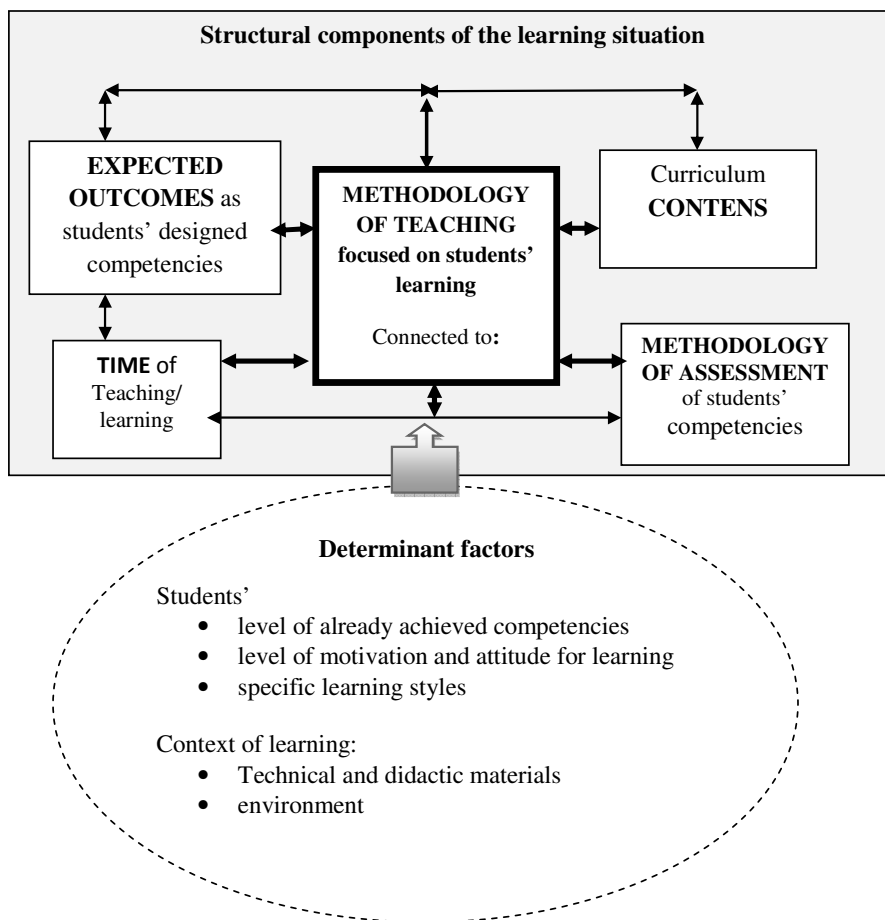 Structural components of the learning situation
EXPECTED
OUTCOMES as
students’ designed
competencies
METHODOLOGY
OF TEACHING
focused on students’
learning
Connected to:
Curriculum
CONTENS
TIME of
Teaching/
learning
METHODOLOGY
OF ASSESSMENT
of students’
competencies
Determinant factors
Students’
• level of already achieved competencies
• level of motivation and attitude for learning
• specific learning styles
Context of learning:
• Technical and didactic materials
• environment